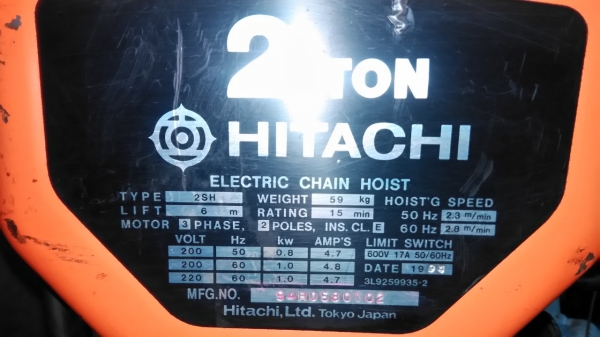 2 TON
HITACHI
ELECTRIC CHAIN HOIST
TYPE 2SH WEIGHT 59 kg HOIST'G SPEED
LIFT 6 m RATING 15 min 50 Hz 2.3 m/min
MOTOR 3 PHASE, 2 POLES, INS. CL. E 60 Hz 2.8 m/min
VOLT Hz kw AMP'S LIMIT SWITCH
200 50 0.8 4.7 600V 17A 50/60Hz
200 60 1.0 4.8 DATE 1994
220 60 1.0 4.7 3L9259935-2
MFG.NO.
Hitachi, Ltd. Tokyo Japan